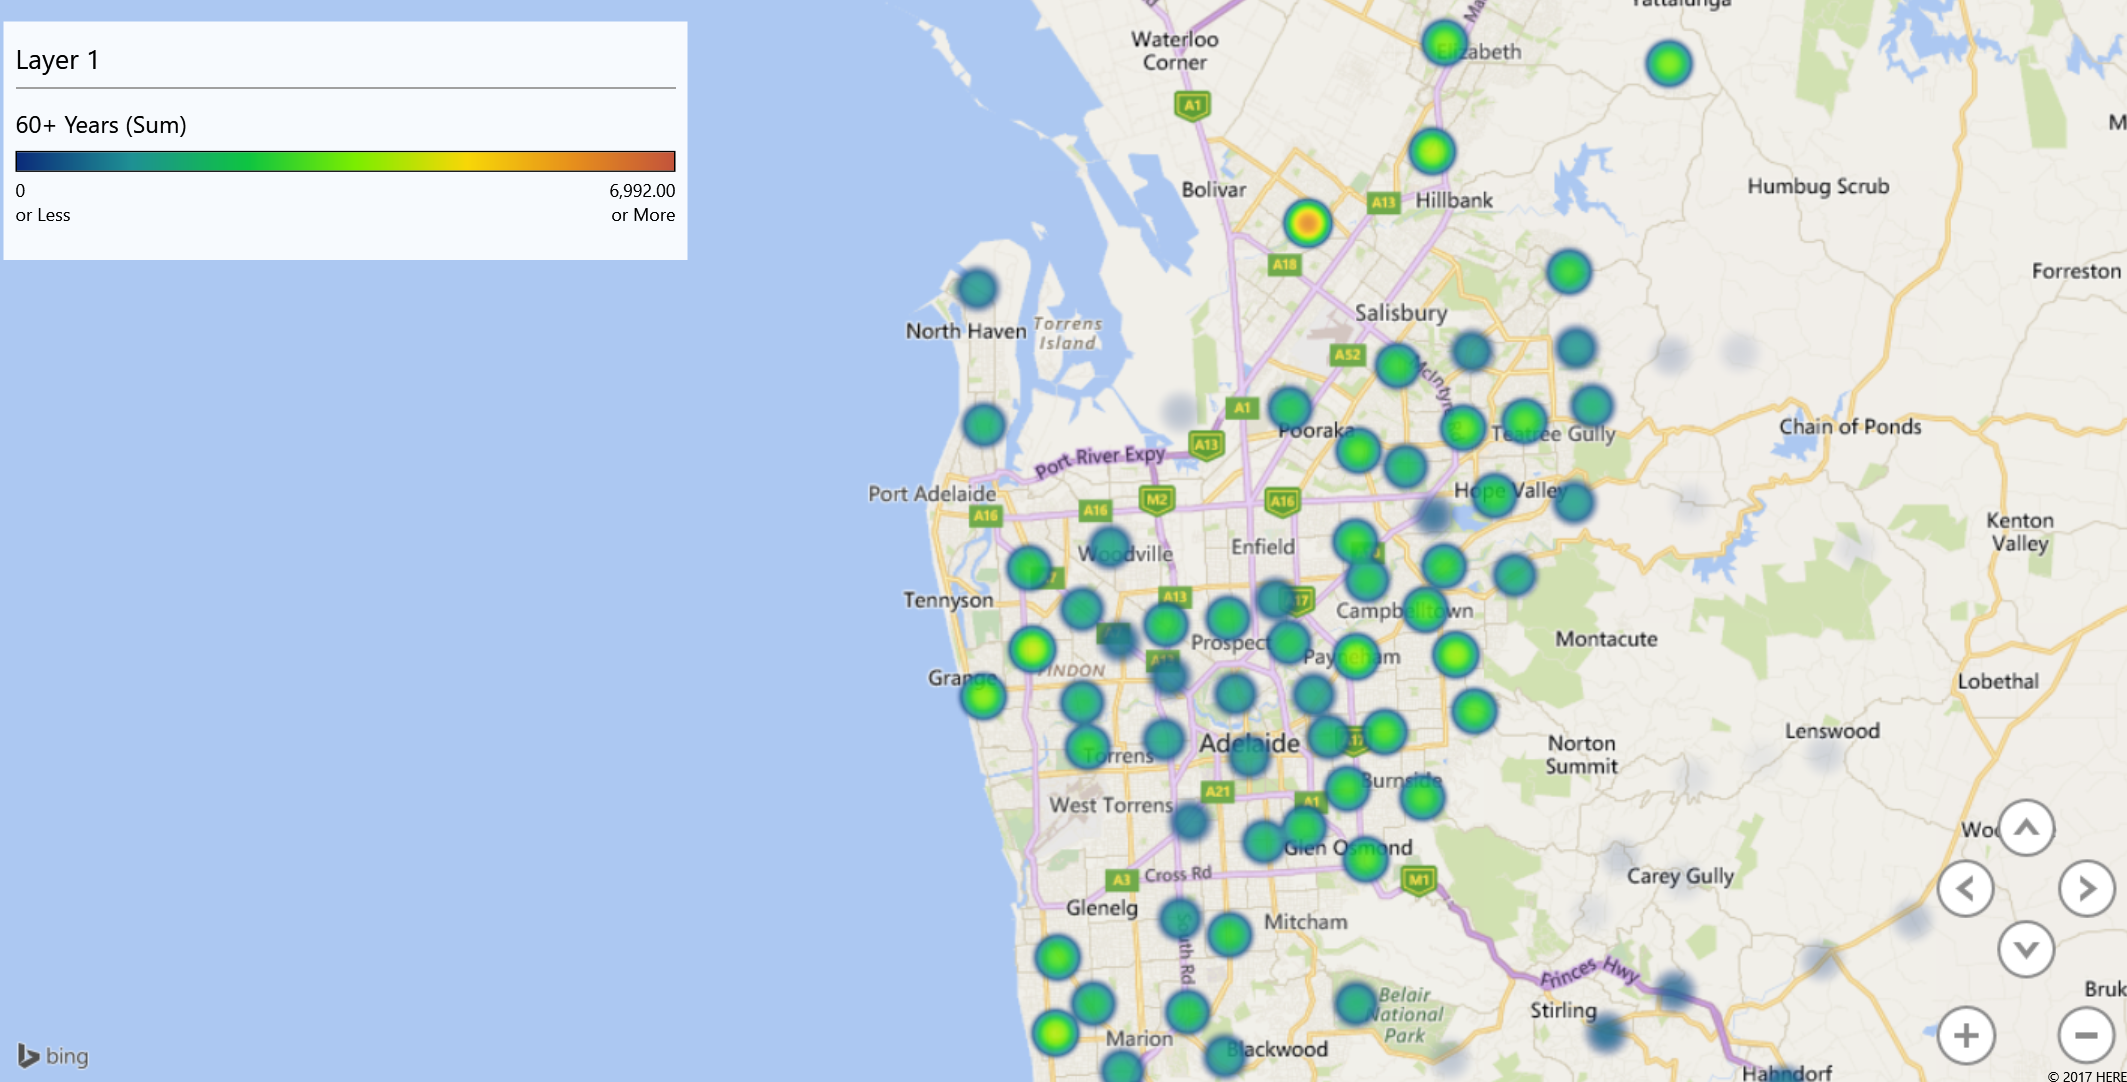 Layer 1
60+ Years (Sum)
0
or Less
6,992.00
or More
Waterloo
Corner
A1
Elizabeth
Humbug Scrub
Bolivar
A13
Hillbank
A18
Forreston
Salisbury
North Haven
Torrens
Island
A52
A1
Pooraka
A13
Teatree Gully
Chain of Ponds
Port River Expy
Port Adelaide
A16
A16
M2
A16
Hope Valley
Kenton
Valley
Woodville
Enfield
Tennyson
A13
Campbelltown
Prospect
Montacute
Payneham
Grange
Lobethal
Adelaide
Torrens
Norton
Summit
Lenswood
Burnside
West Torrens
A21
A1
Glen Osmond
Carey Gully
A3
Cross Rd
M1
Glenelg
Mitcham
South Rd
Princes Hwy
Stirling
Belair
National
Park
Marion
Blackwood
Hahndorf
bing
© 2017 HERE